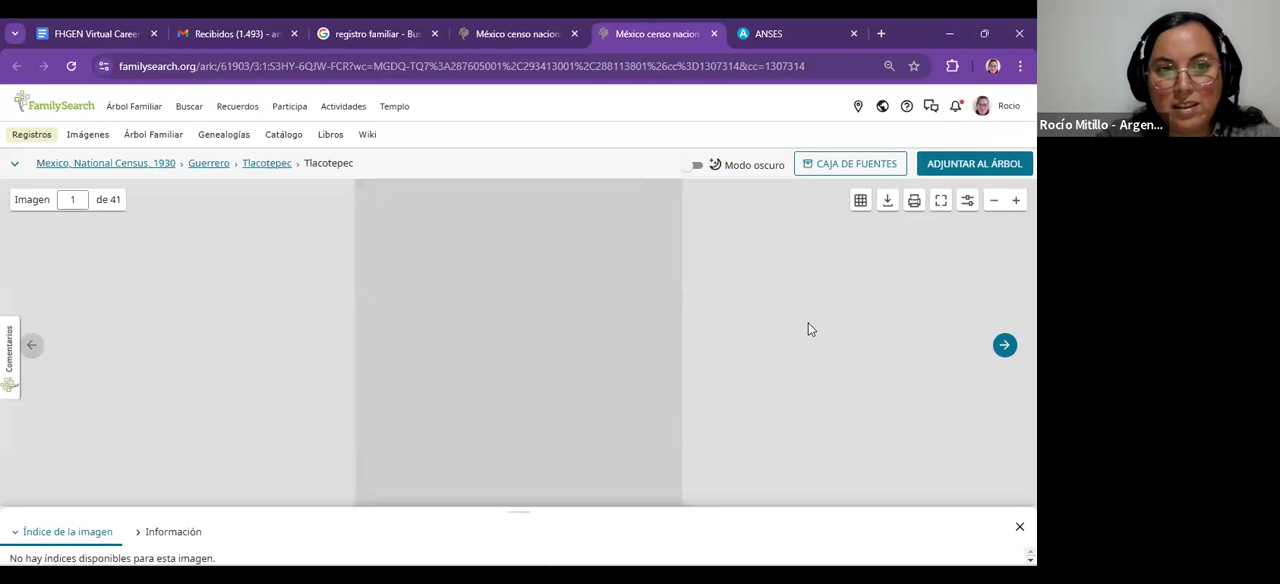 FHGEN Virtual Caree
Recibidos (1.493) - ar
registro familiar - Bus
México censo nacion
México censo nacion
ANSES
familysearch.org/ark:/61903/3:1:S3HY-6QJW-FCR?wc=MGDQ-TQ7%3A287605001%2C293413001%2C288113801%26cc%3D1307314&cc=1307314
FamilySearch
Árbol Familiar
Buscar
Recuerdos
Participa
Actividades
Templo
Rocio
Registros
Imágenes
Árbol Familiar
Genealogías
Catálogo
Libros
Wiki
Mexico, National Census, 1930 › Guerrero › Tlacotepec › Tlacotepec
Modo oscuro
CAJA DE FUENTES
ADJUNTAR AL ÁRBOL
Imagen 1 de 41
Comentarios
Índice de la imagen
Información
No hay índices disponibles para esta imagen.
Rocío Mitillo - Argen...